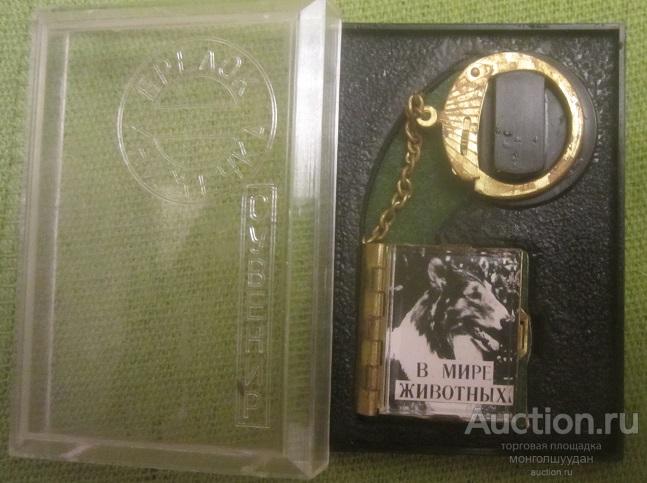 СУВЕНИР
В МИРЕ
ЖИВОТНЫХ
Auction.ru
торговая площадка
монголшуудан
auction.ru